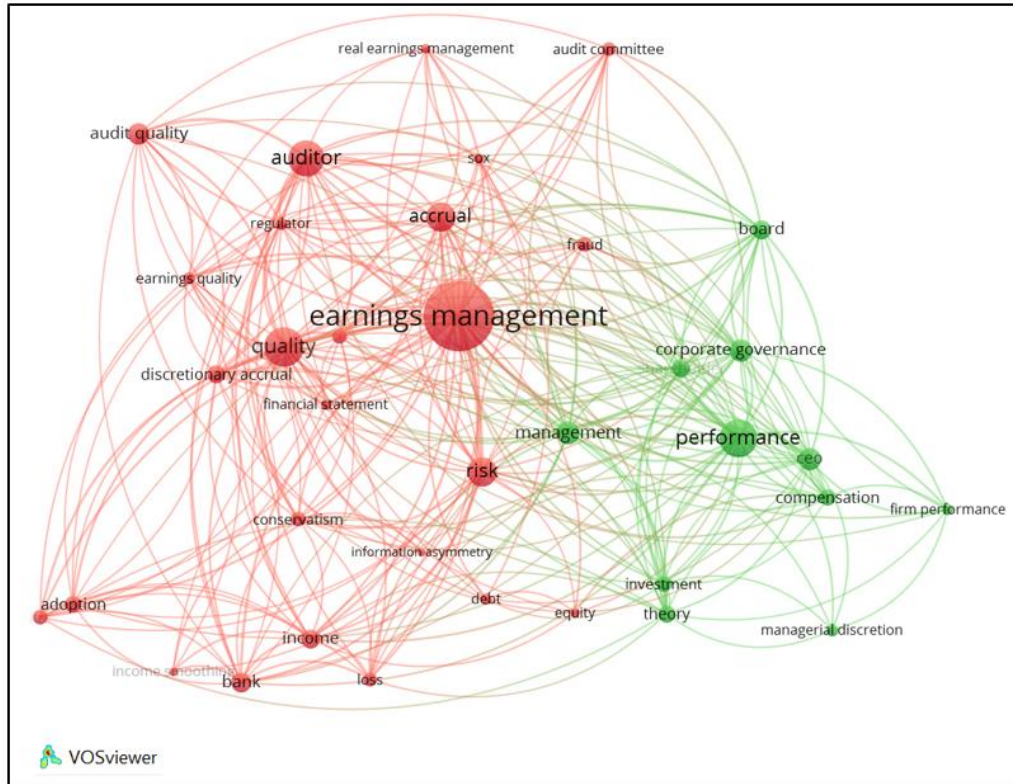 real earnings management
audit committee
audit quality
auditor
sox
accrual
regulator
board
fraud
earnings quality
earnings management
quality
corporate governance
discretionary accrual
financial statement
management
performance
ceo
risk
compensation
firm performance
conservatism
information asymmetry
investment
debt
adoption
equity
theory
managerial discretion
income
income smoothing
bank
loss
VOSviewer